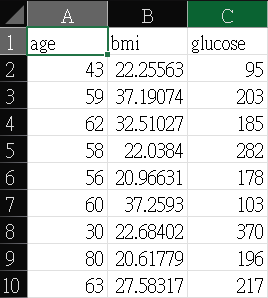 A B C
1 age bmi glucose
2 43 22.25563 95
3 59 37.19074 203
4 62 32.51027 185
5 58 22.0384 282
6 56 20.96631 178
7 60 37.2593 103
8 30 22.68402 370
9 80 20.61779 196
10 63 27.58317 217